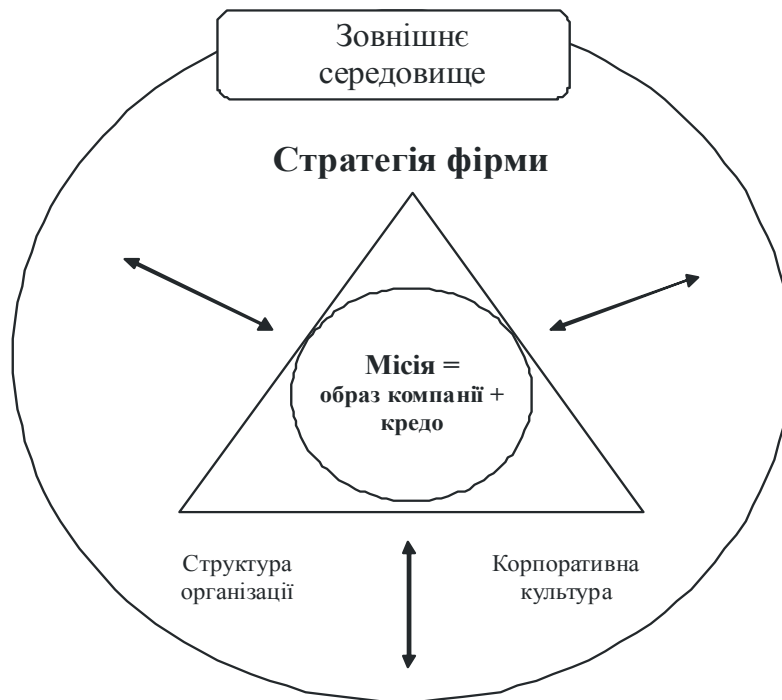 Зовнішнє
середовище
Стратегія фірми
Місія =
образ компанії +
кредо
Структура
організації
Корпоративна
культура